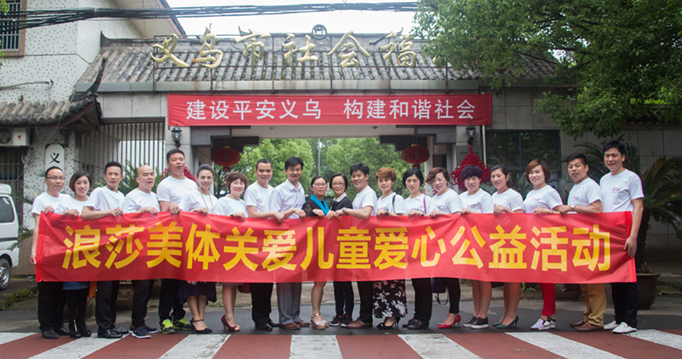 义乌市社会福
建设平安义乌 构建和谐社会
义
浪莎美体关爱儿童爱心公益活动